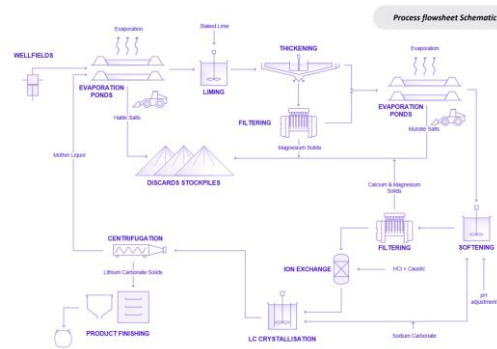 Process flowsheet Schematic
Evaporation
Slaked Lime
Evaporation
WELLFIELDS
THICKENING
EVAPORATION
PONDS
LIMING
EVAPORATION
PONDS
Halite Salts
FILTERING
Muriate Salts
Magnesium Solids
Mother Liquor
DISCARDS STOCKPILES
Calcium & Magnesium
Solids
CENTRIFUGATION
FILTERING
SOFTENING
Lithium Carbonate Solids
ION EXCHANGE
HCl + Caustic
pH
adjustment
PRODUCT FINISHING
LC CRYSTALLISATION
Sodium Carbonate